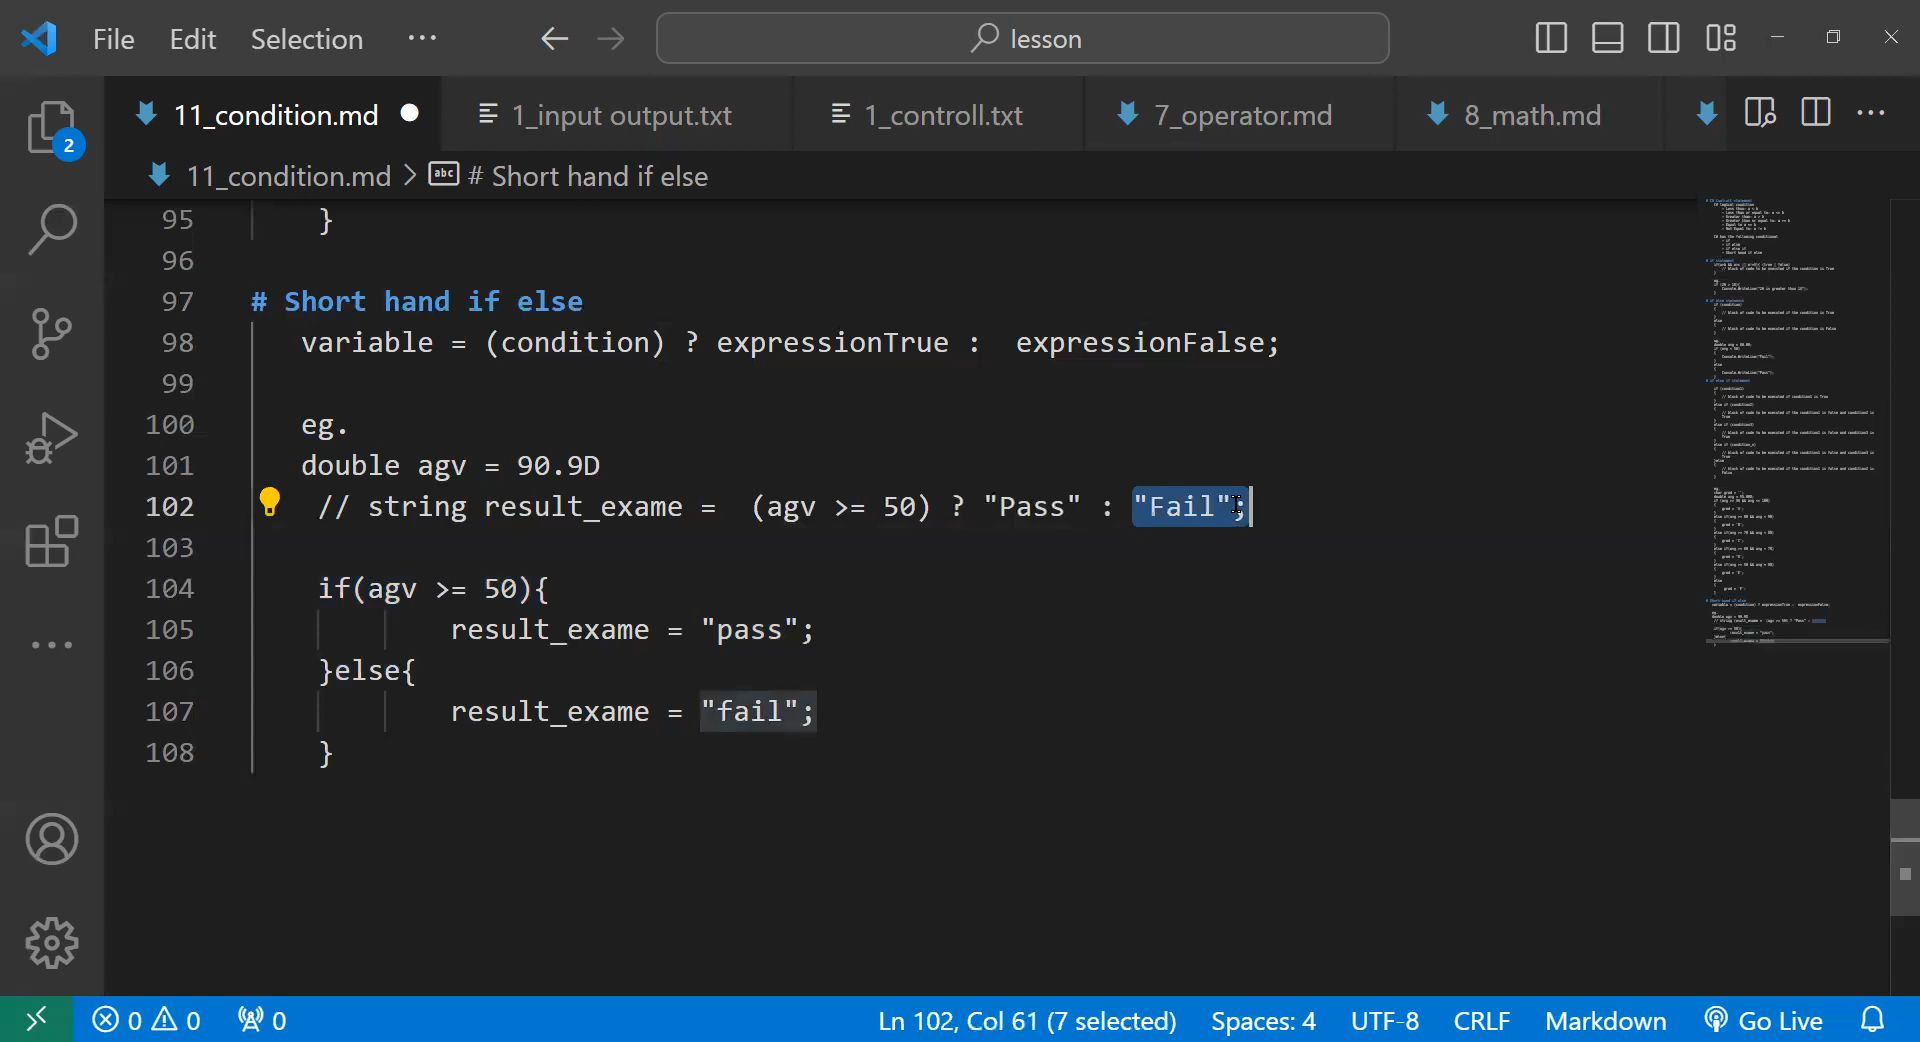 File Edit Selection ... lesson
11_condition.md 1_input output.txt 1_controll.txt 7_operator.md 8_math.md
11_condition.md > abc # Short hand if else
2
95 }
96
97 # Short hand if else
98 variable = (condition) ? expressionTrue :  expressionFalse;
99
100 eg.
101 double agv = 90.9D
102 // string result_exame =  (agv >= 50) ? "Pass" : "Fail";
103
104 if(agv >= 50){
105 result_exame = "pass";
106 }else{
107 result_exame = "fail";
108 }
0 0 0 Ln 102, Col 61 (7 selected) Spaces: 4 UTF-8 CRLF Markdown Go Live